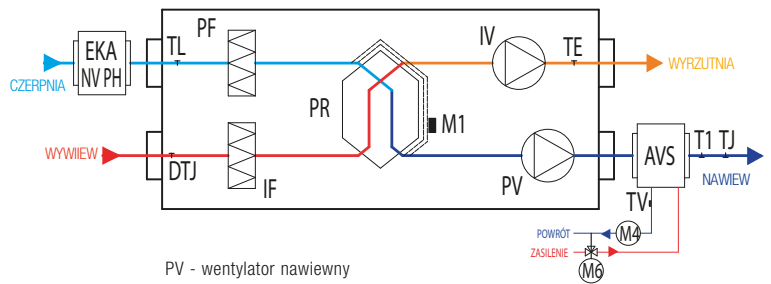 EKA
NV PH
TL
PF
IV
TE
CZERPNIA
WYRZUTNIA
PR
M1
WYWIIEW
DTJ
IF
PV
AVS
T1 TJ
NAWIEW
TV
POWRÓT
M4
ZASILENIE
M6
PV - wentylator nawiewny